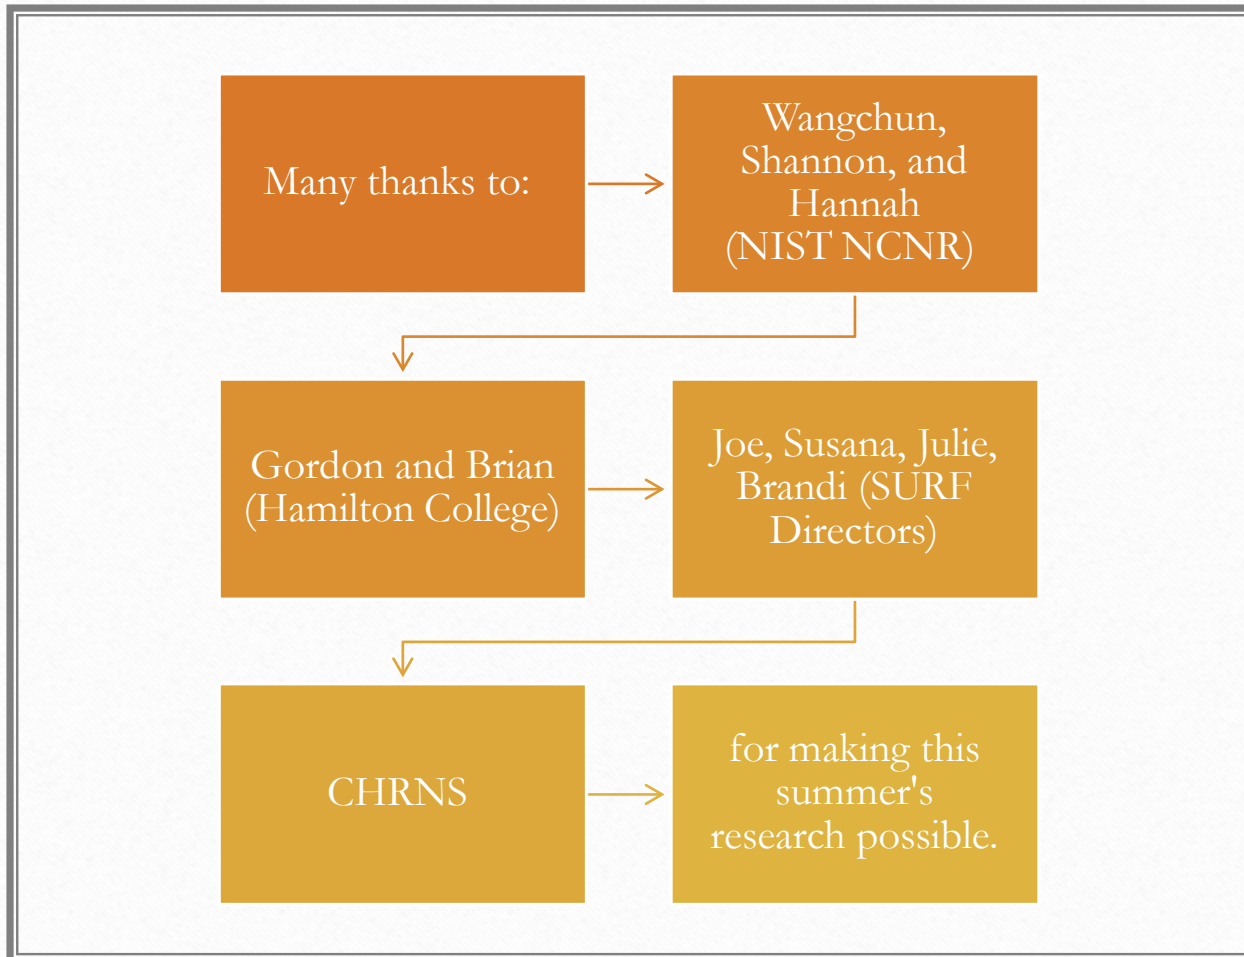 Many thanks to:
Wangchun,
Shannon, and
Hannah
(NIST NCNR)
Gordon and Brian
(Hamilton College)
Joe, Susana, Julie,
Brandi (SURF
Directors)
CHRNS
for making this
summer's
research possible.